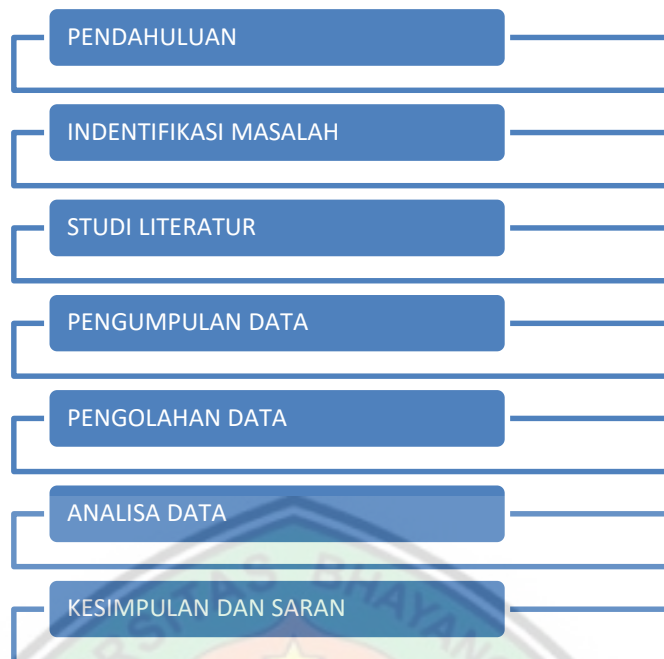 PENDAHULUAN
INDENTIFIKASI MASALAH
STUDI LITERATUR
PENGUMPULAN DATA
PENGOLAHAN DATA
ANALISA DATA
KESIMPULAN DAN SARAN